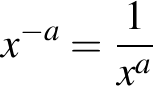 x^{-a} = \frac{1}{x^a}